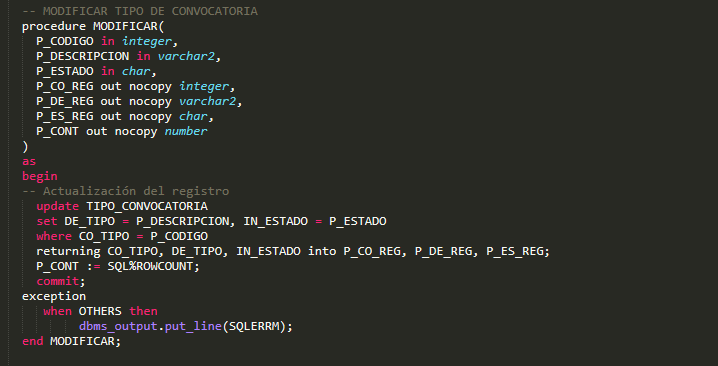 -- MODIFICAR TIPO DE CONVOCATORIA
procedure MODIFICAR(
P_CODIGO in integer,
P_DESCRIPCION in varchar2,
P_ESTADO in char,
P_CO_REG out nocopy integer,
P_DE_REG out nocopy varchar2,
P_ES_REG out nocopy char,
P_CONT out nocopy number
)
as
begin
-- Actualización del registro
update TIPO_CONVOCATORIA
set DE_TIPO = P_DESCRIPCION, IN_ESTADO = P_ESTADO
where CO_TIPO = P_CODIGO
returning CO_TIPO, DE_TIPO, IN_ESTADO into P_CO_REG, P_DE_REG, P_ES_REG;
P_CONT := SQL%ROWCOUNT;
commit;
exception
when OTHERS then
dbms_output.put_line(SQLERRM);
end MODIFICAR;